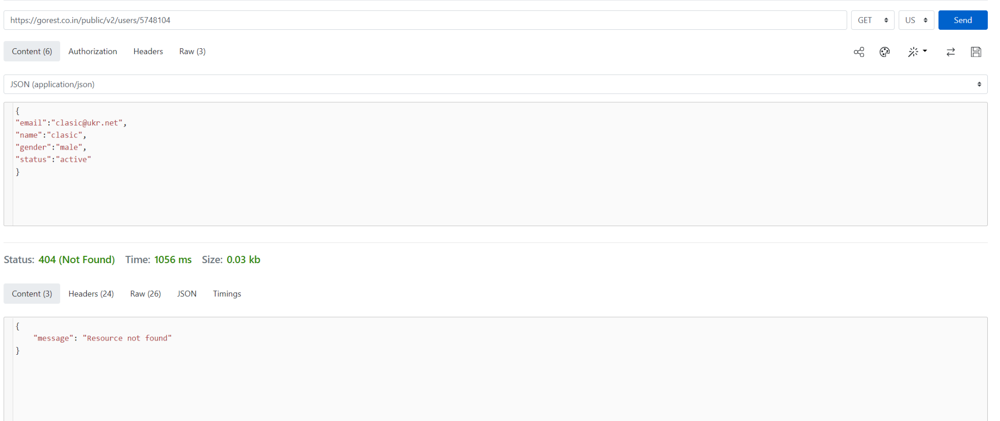 https://gorest.co.in/public/v2/users/5748104 GET US Send
Content (6) Authorization Headers Raw (3)
JSON (application/json)
{
"email":"clasic@ukr.net",
"name":"clasic",
"gender":"male",
"status":"active"
}
Status: 404 (Not Found) Time: 1056 ms Size: 0.03 kb
Content (3) Headers (24) Raw (26) JSON Timings
{
"message": "Resource not found"
}